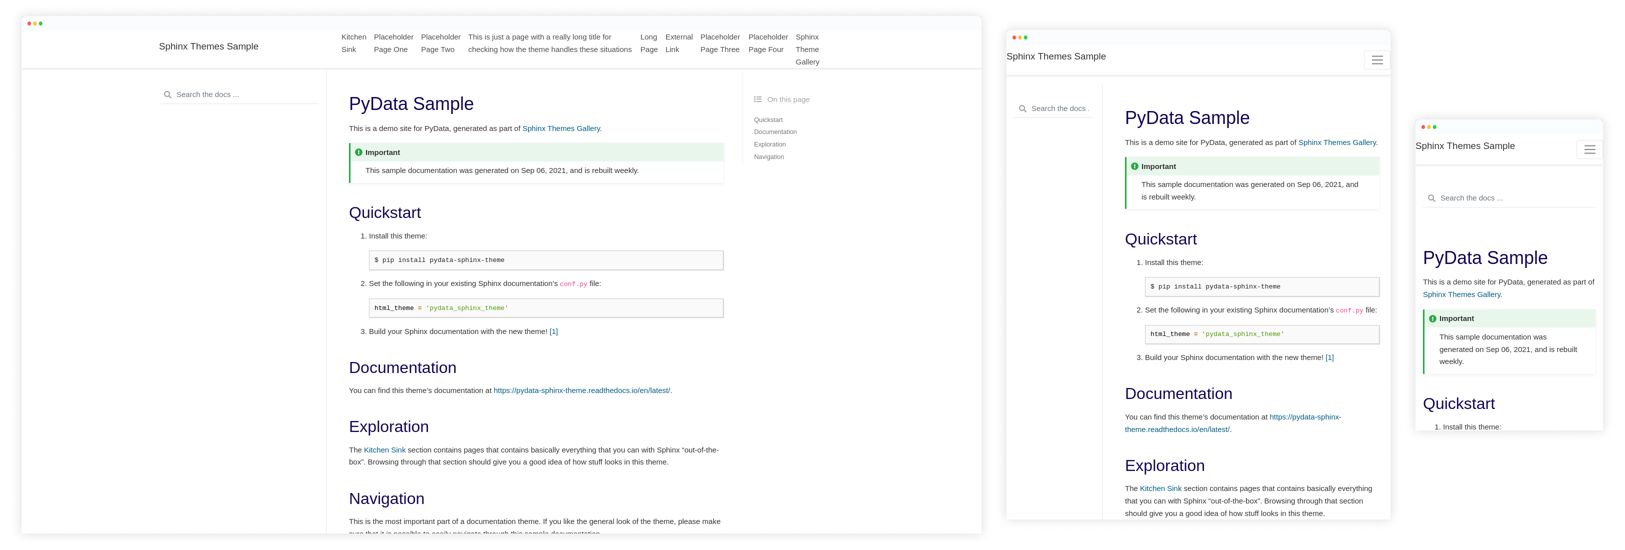 Sphinx Themes Sample
Kitchen Sink
Placeholder Page One
Placeholder Page Two
This is just a page with a really long title for
checking how the theme handles these situations
Long Page
External Link
Placeholder Page Three
Placeholder Page Four
Sphinx Theme Gallery
Search the docs ...
PyData Sample
This is a demo site for PyData, generated as part of Sphinx Themes Gallery.
Important
This sample documentation was generated on Sep 06, 2021, and is rebuilt weekly.
Quickstart
1. Install this theme:
$ pip install pydata-sphinx-theme
2. Set the following in your existing Sphinx documentation's conf.py file:
html_theme = 'pydata_sphinx_theme'
3. Build your Sphinx documentation with the new theme! [1]
Documentation
You can find this theme's documentation at https://pydata-sphinx-theme.readthedocs.io/en/latest/.
Exploration
The Kitchen Sink section contains pages that contains basically everything that you can with Sphinx “out-of-the-
box”. Browsing through that section should give you a good idea of how stuff looks in this theme.
Navigation
This is the most important part of a documentation theme. If you like the general look of the theme, please make
sure that it is possible to easily navigate through this sample documentation.
On this page
Quickstart
Documentation
Exploration
Navigation
Sphinx Themes Sample
Search the docs .
PyData Sample
This is a demo site for PyData, generated as part of Sphinx Themes Gallery.
Important
This sample documentation was generated on Sep 06, 2021, and
is rebuilt weekly.
Quickstart
1. Install this theme:
$ pip install pydata-sphinx-theme
2. Set the following in your existing Sphinx documentation's conf.py file:
html_theme = 'pydata_sphinx_theme'
3. Build your Sphinx documentation with the new theme! [1]
Documentation
You can find this theme's documentation at https://pydata-sphinx-
theme.readthedocs.io/en/latest/.
Exploration
The Kitchen Sink section contains pages that contains basically everything
that you can with Sphinx “out-of-the-box”. Browsing through that section
should give you a good idea of how stuff looks in this theme.
Sphinx Themes Sample
Search the docs ...
PyData Sample
This is a demo site for PyData, generated as part of
Sphinx Themes Gallery.
Important
This sample documentation was
generated on Sep 06, 2021, and is rebuilt
weekly.
Quickstart
1. Install this theme: